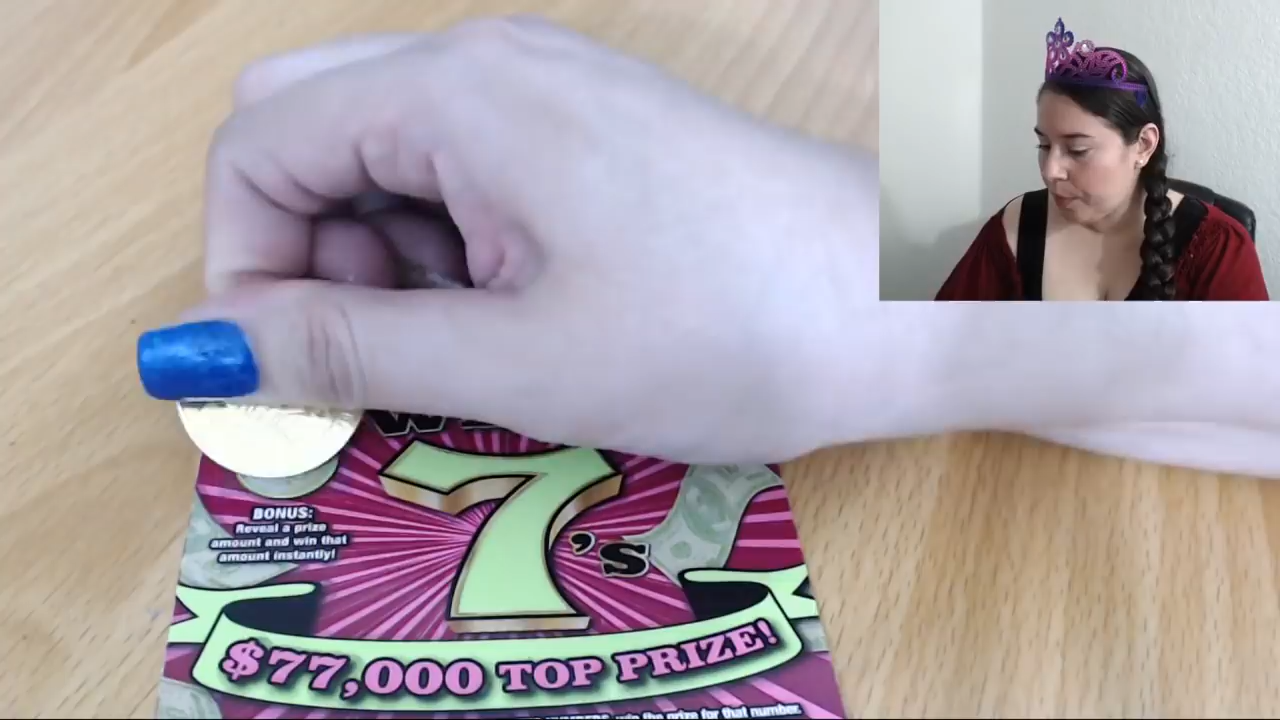 7's
BONUS:
Reveal a prize
amount and win that
amount instantly!
$77,000 TOP PRIZE!
NUMBERS, win the prize for that number.